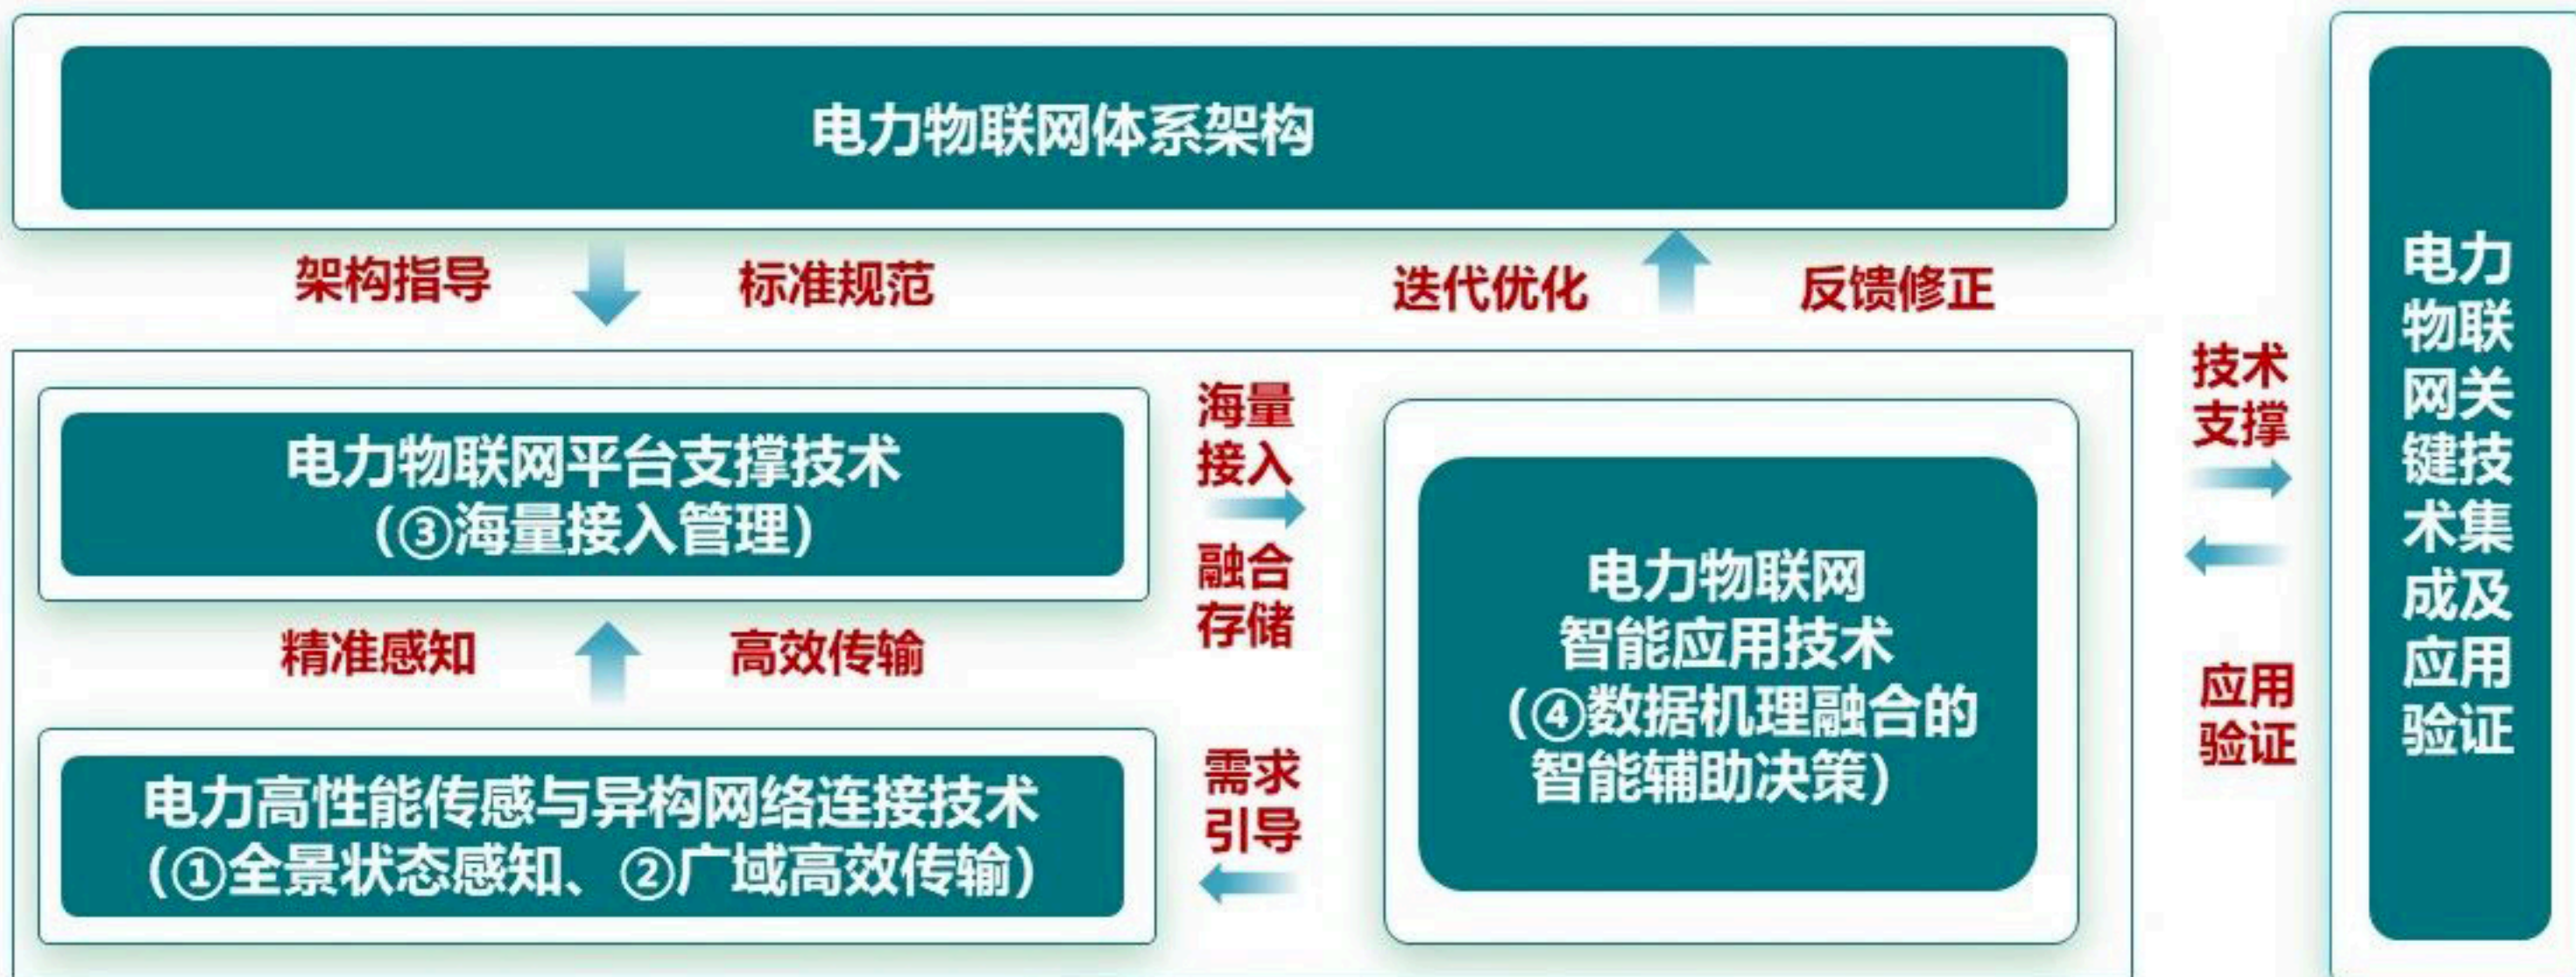 电力物联网体系架构
架构指导
标准规范
迭代优化
反馈修正
电力物联网平台支撑技术
（③海量接入管理）
海量
接入
融合
存储
精准感知
高效传输
电力高性能传感与异构网络连接技术
（①全景状态感知、②广域高效传输）
需求
引导
电力物联网
智能应用技术
（④数据机理融合的
智能辅助决策）
技术
支撑
应用
验证
电力
物联
网关
键技
术集
成及
应用
验证